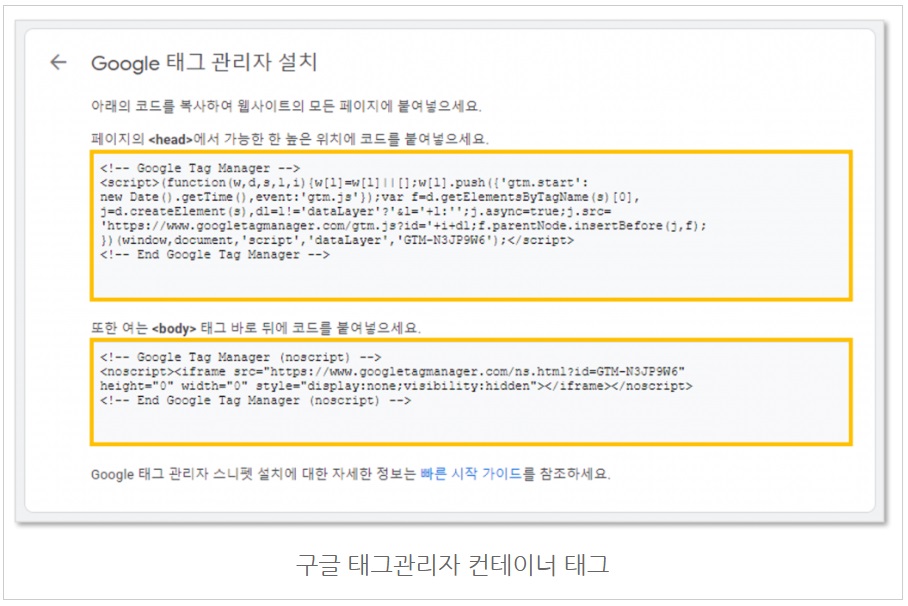 ← Google 태그 관리자 설치
아래의 코드를 복사하여 웹사이트의 모든 페이지에 붙여넣으세요.
페이지의 <head>에서 가능한 한 높은 위치에 코드를 붙여넣으세요.
<!-- Google Tag Manager -->
<script>(function(w,d,s,l,i){w[l]=w[l]||[];w[l].push({'gtm.start':
new Date().getTime(),event:'gtm.js'});var f=d.getElementsByTagName(s)[0],
j=d.createElement(s),dl=l!='dataLayer'?'&l='+l:'';j.async=true;j.src=
'https://www.googletagmanager.com/gtm.js?id='+i+dl;f.parentNode.insertBefore(j,f);
})(window,document,'script','dataLayer','GTM-N3JP9W6');</script>
<!-- End Google Tag Manager -->
또한 여는 <body> 태그 바로 뒤에 코드를 붙여넣으세요.
<!-- Google Tag Manager (noscript) -->
<noscript><iframe src="https://www.googletagmanager.com/ns.html?id=GTM-N3JP9W6"
height="0" width="0" style="display:none;visibility:hidden"></iframe></noscript>
<!-- End Google Tag Manager (noscript) -->
Google 태그 관리자 스니펫 설치에 대한 자세한 정보는 빠른 시작 가이드를 참조하세요.
구글 태그관리자 컨테이너 태그